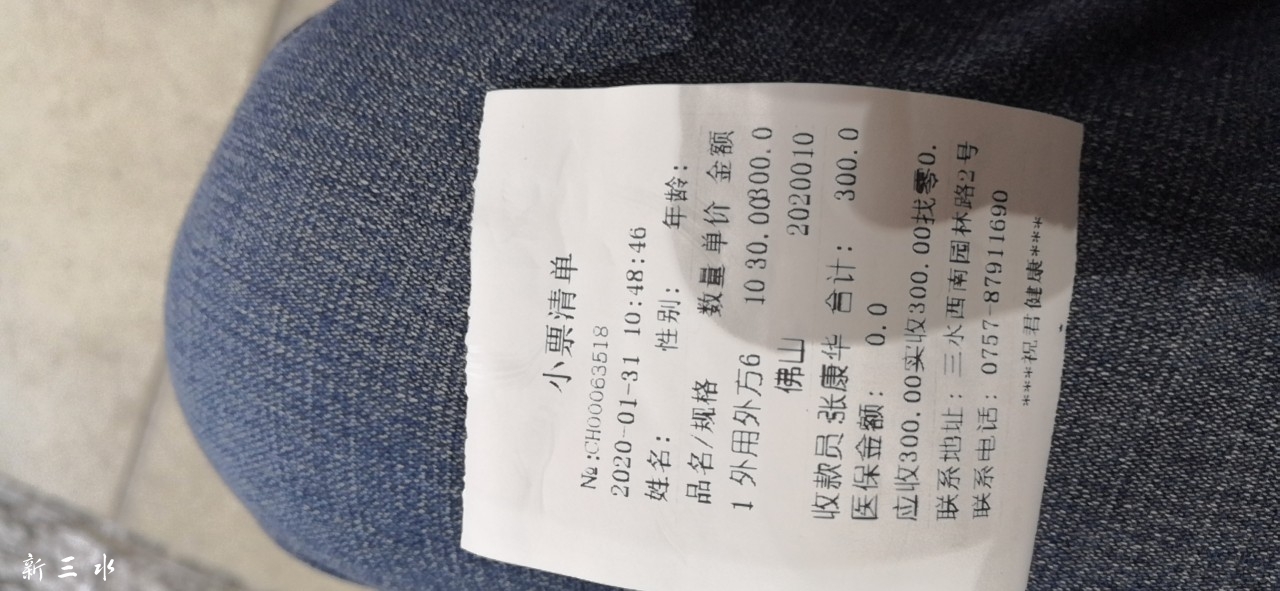 小票清单
№:CH00063518
2020-01-31 10:48:46
姓名: 性别: 年龄:
品名/规格 数量 单价 金额
1 外用外方6 10 30.00300.0
佛山 2020010
收款员 张康华 合计: 300.0
医保金额: 0.0
应收300.00实收300.00找零0.
联系地址: 三水西南园林路2号
联系电话: 0757-87911690
***祝君健康***
新三水